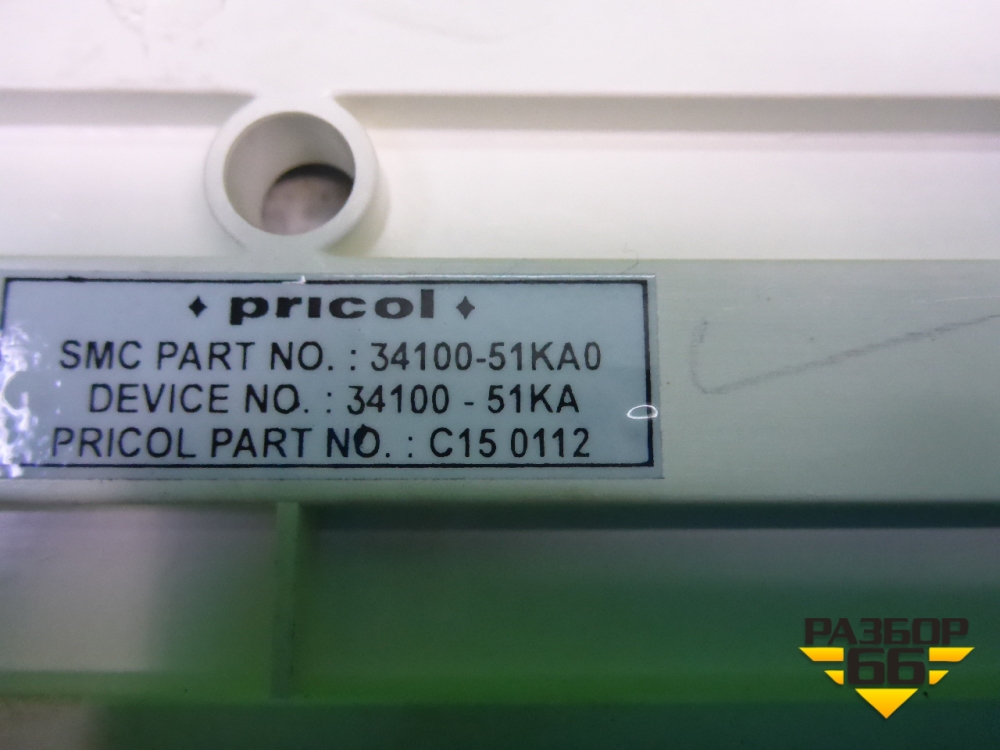 pricol
SMC PART NO. : 34100-51KA0
DEVICE NO. : 34100 - 51KA
PRICOL PART NO. : C15 0112
РАЗБОР
66